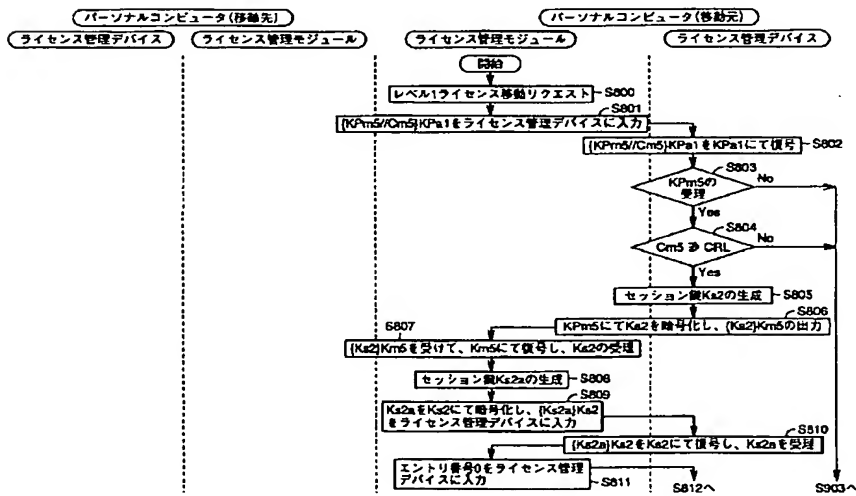 パーソナルコンピュータ(移動先)
パーソナルコンピュータ(移動元)
ライセンス管理デバイス
ライセンス管理モジュール
ライセンス管理モジュール
ライセンス管理デバイス
開始
レベル1ライセンス移動リクエスト
S800
S801
{KPm5//Cm5}KPa1をライセンス管理デバイスに入力
{KPm5//Cm5}KPa1をKPa1にて復号
S802
S803
KPm5の
受理
No
Yes
S804
Cm5 ∌ CRL
No
Yes
セッション鍵Ks2の生成
S805
S806
KPm5にてKs2を暗号化し、{Ks2}Km5の出力
S807
{Ks2}Km5を受けて、Km5にて復号し、Ks2の受理
セッション鍵Ks2aの生成
S808
S809
Ks2aをKs2にて暗号化し、{Ks2a}Ks2
をライセンス管理デバイスに入力
S810
{Ks2a}Ks2をKs2にて復号し、Ks2aを受理
エントリ番号0をライセンス管理
デバイスに入力
S811
S812へ
S903へ